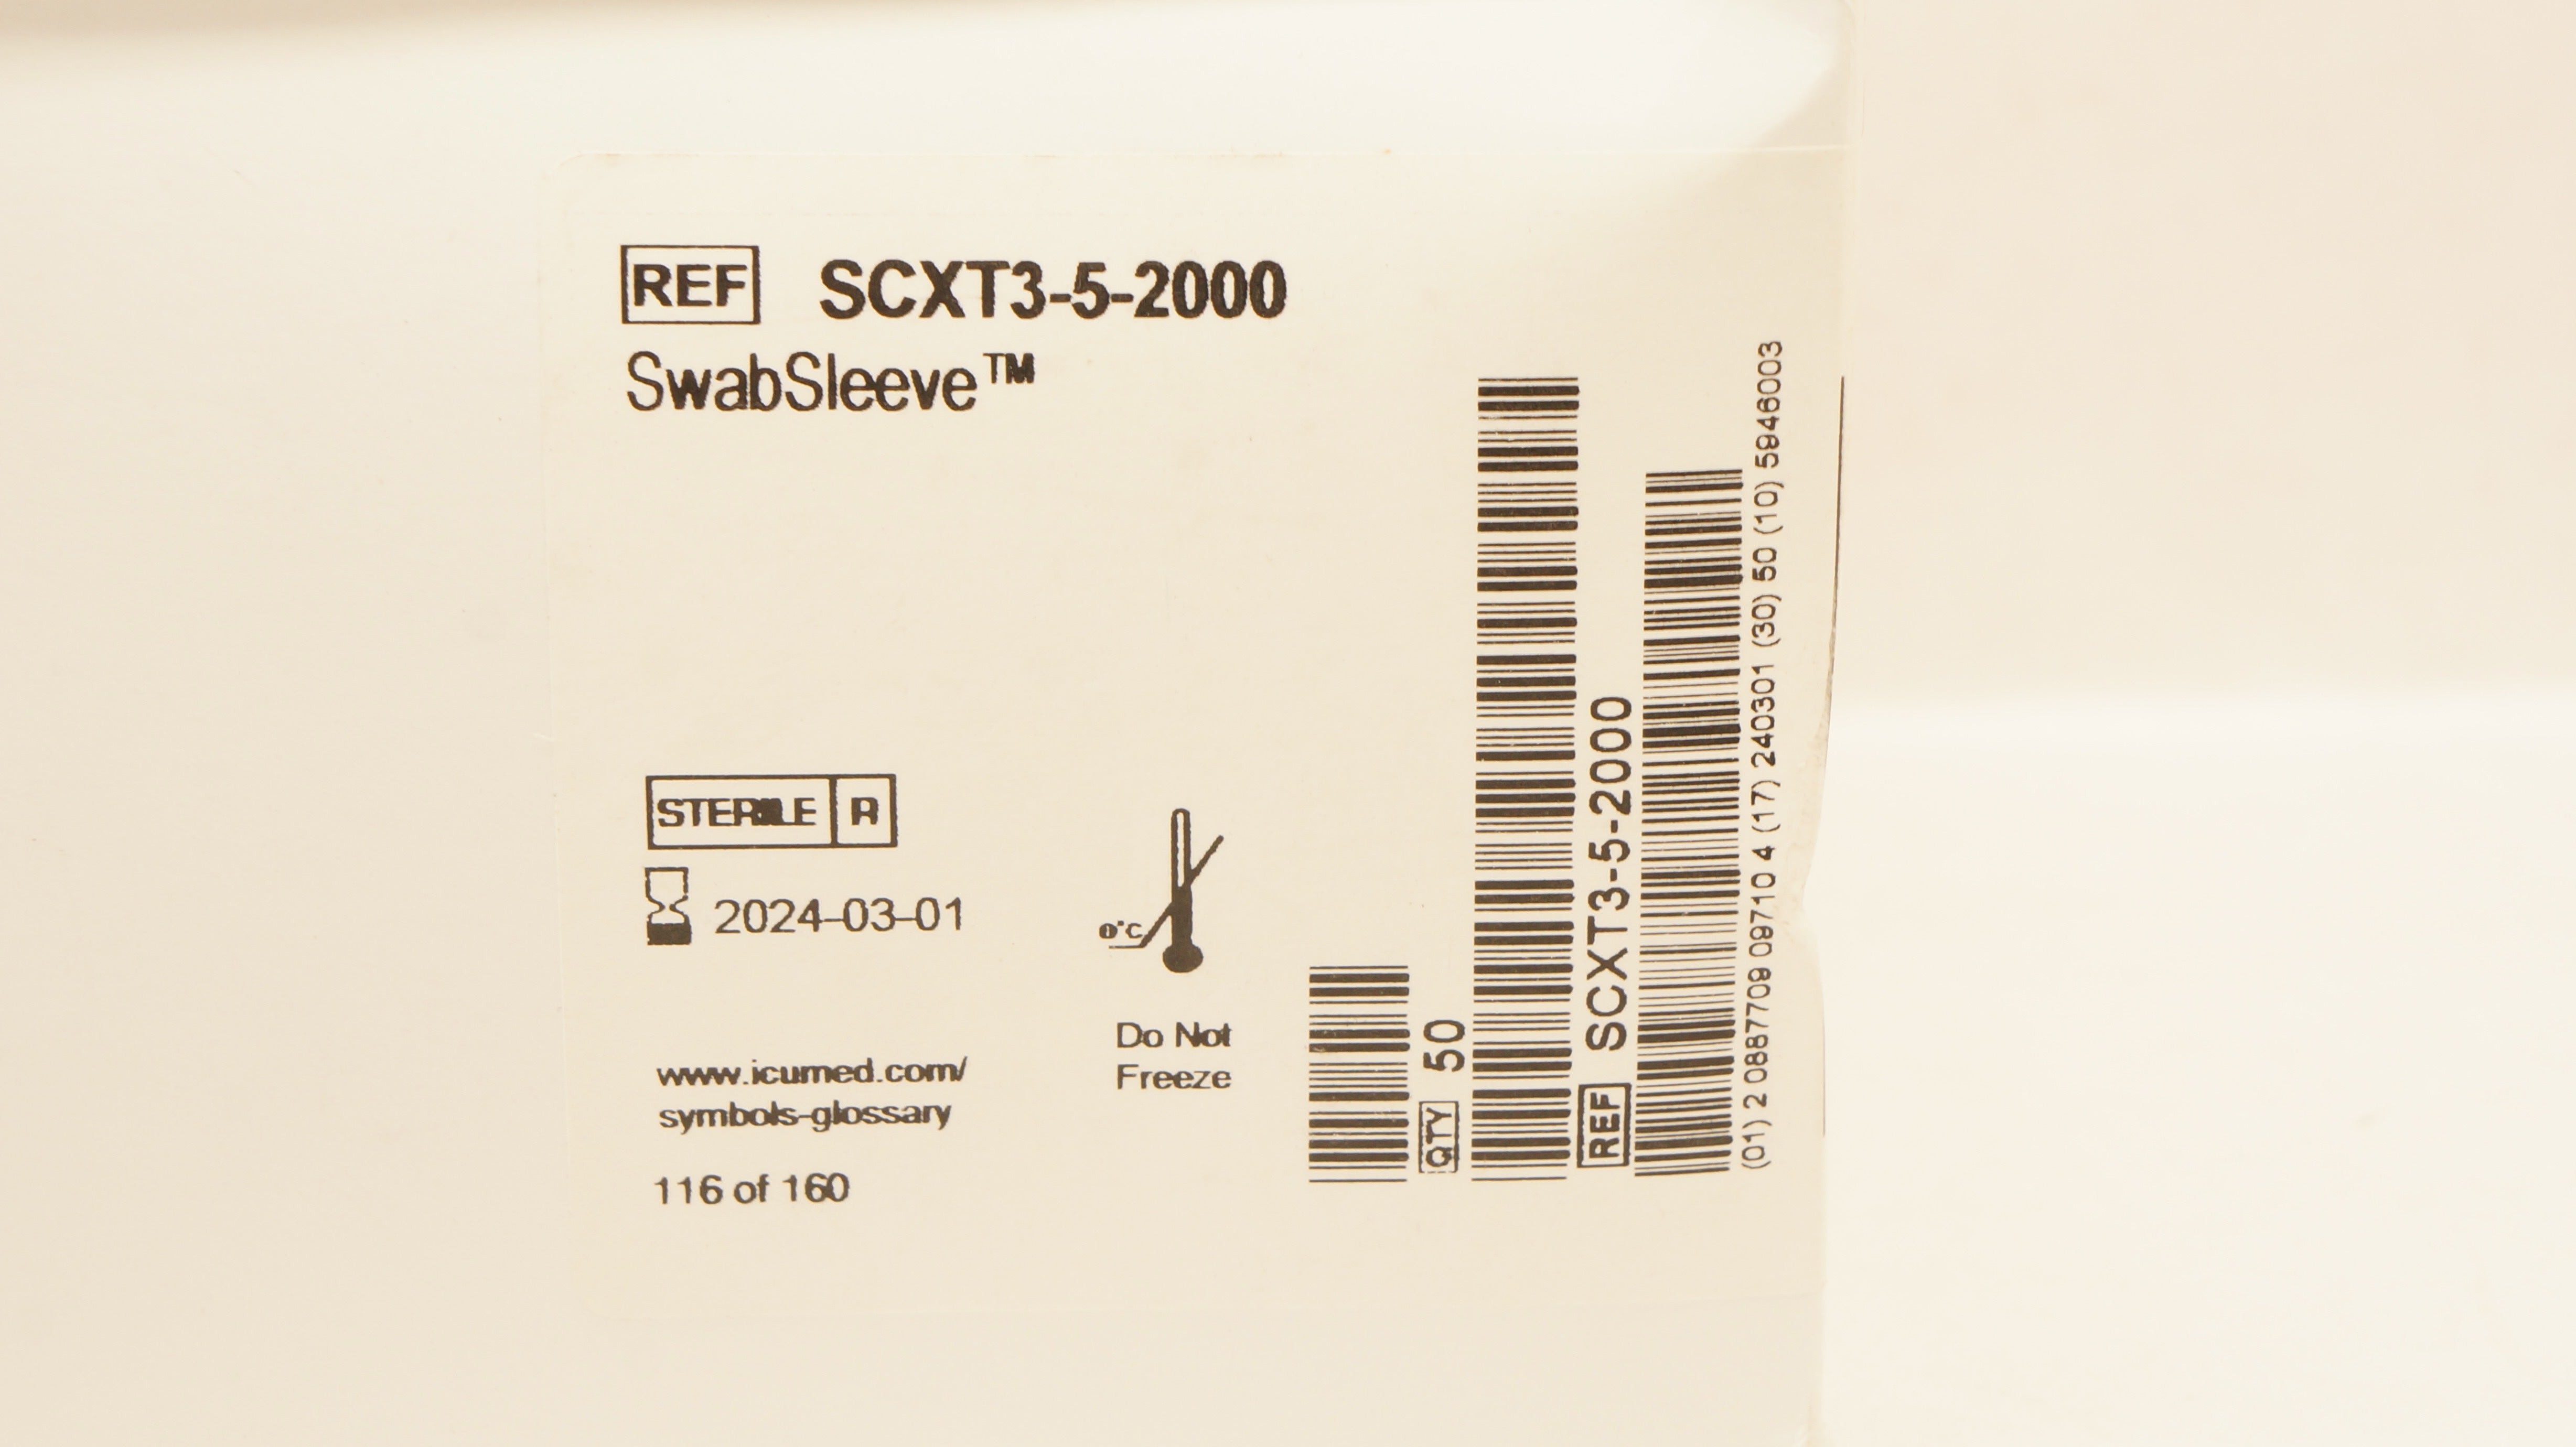 REF SCXT3-5-2000
SwabSleeve™
STERILE R
2024-03-01
0°C
Do Not
Freeze
www.icumed.com/
symbols-glossary
116 of 160
QTY 50
REF SCXT3-5-2000
(01) 2 0887709 09710 4 (17) 240301 (30) 50 (10) 5946003